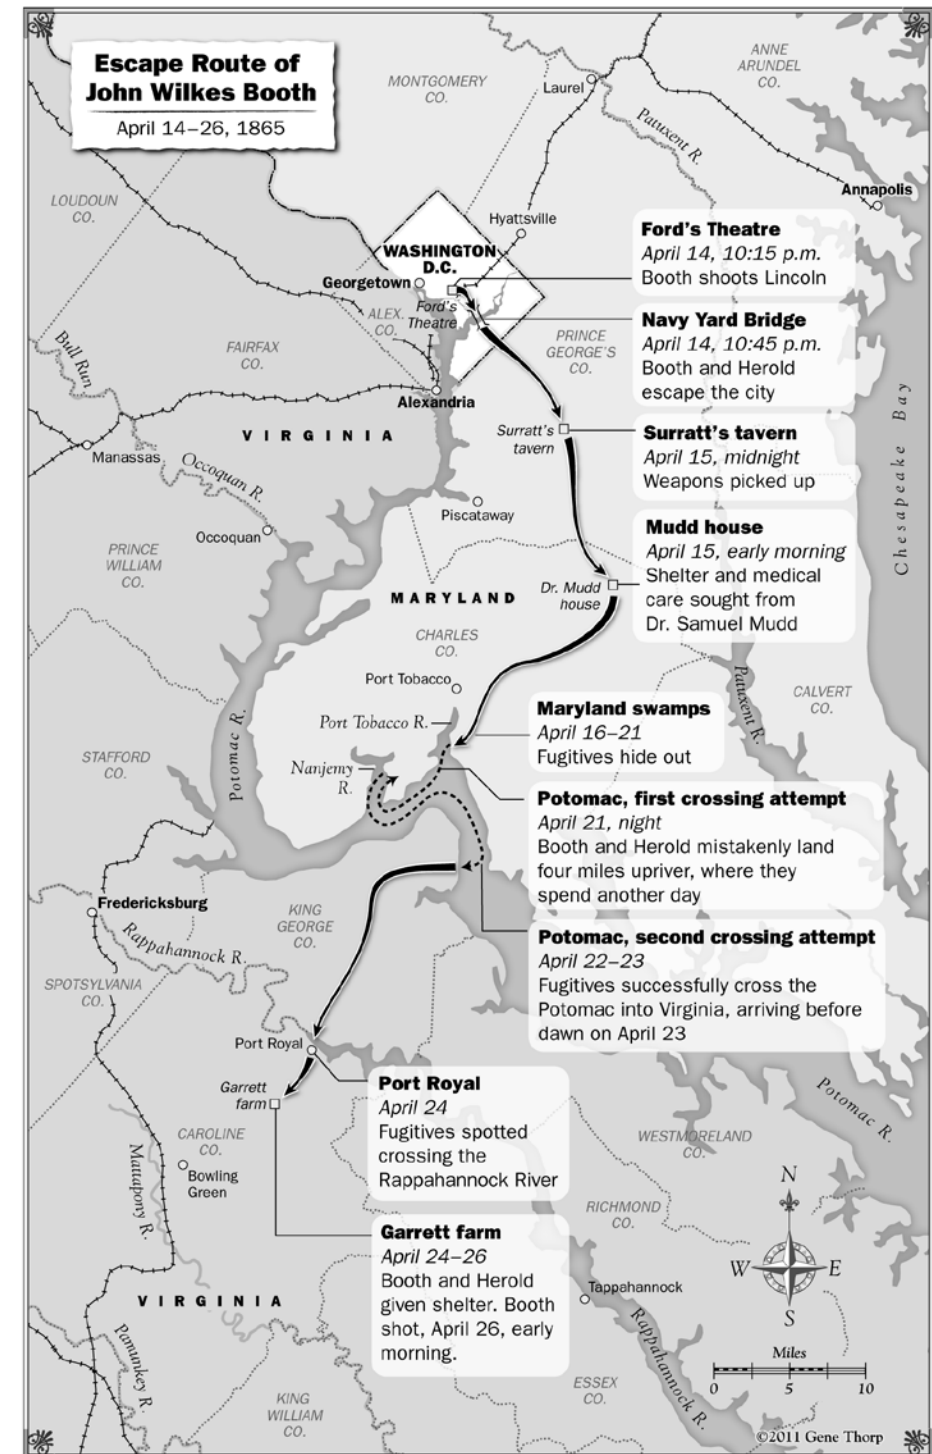 Escape Route of
John Wilkes Booth
April 14–26, 1865
MONTGOMERY
CO.
ANNE
ARUNDEL
CO.
Laurel
Patuxent R.
Annapolis
LOUDOUN
CO.
Hyattsville
WASHINGTON
D.C.
Georgetown
Ford's
Theatre
ALEX.
CO.
Ford's Theatre
April 14, 10:15 p.m.
Booth shoots Lincoln
Navy Yard Bridge
April 14, 10:45 p.m.
Booth and Herold
escape the city
PRINCE
GEORGE'S
CO.
Bull Run
FAIRFAX
CO.
Alexandria
VIRGINIA
Manassas
Occoquan R.
Surratt's
tavern
Surratt's tavern
April 15, midnight
Weapons picked up
Chesapeake Bay
Piscataway
Occoquan
PRINCE
WILLIAM
CO.
Mudd house
April 15, early morning
Shelter and medical
care sought from
Dr. Samuel Mudd
Dr. Mudd
house
MARYLAND
CHARLES
CO.
Port Tobacco
Port Tobacco R.
Patuxent R.
CALVERT
CO.
Maryland swamps
April 16–21
Fugitives hide out
Potomac R.
STAFFORD
CO.
Nanjemy
R.
Potomac, first crossing attempt
April 21, night
Booth and Herold mistakenly land
four miles upriver, where they
spend another day
Fredericksburg
Rappahannock R.
KING
GEORGE
CO.
Potomac, second crossing attempt
April 22–23
Fugitives successfully cross the
Potomac into Virginia, arriving before
dawn on April 23
SPOTSYLVANIA
CO.
Port Royal
Garrett
farm
Port Royal
April 24
Fugitives spotted
crossing the
Rappahannock River
Potomac R.
WESTMORELAND
CO.
CAROLINE
CO.
Bowling
Green
Mattapony R.
RICHMOND
CO.
Garrett farm
April 24–26
Booth and Herold
given shelter. Booth
shot, April 26, early
morning.
N
W
E
S
Tappahannock
VIRGINIA
Rappahannock R.
Pamunkey R.
KING
WILLIAM
CO.
ESSEX
CO.
Miles
0 5 10
©2011 Gene Thorp